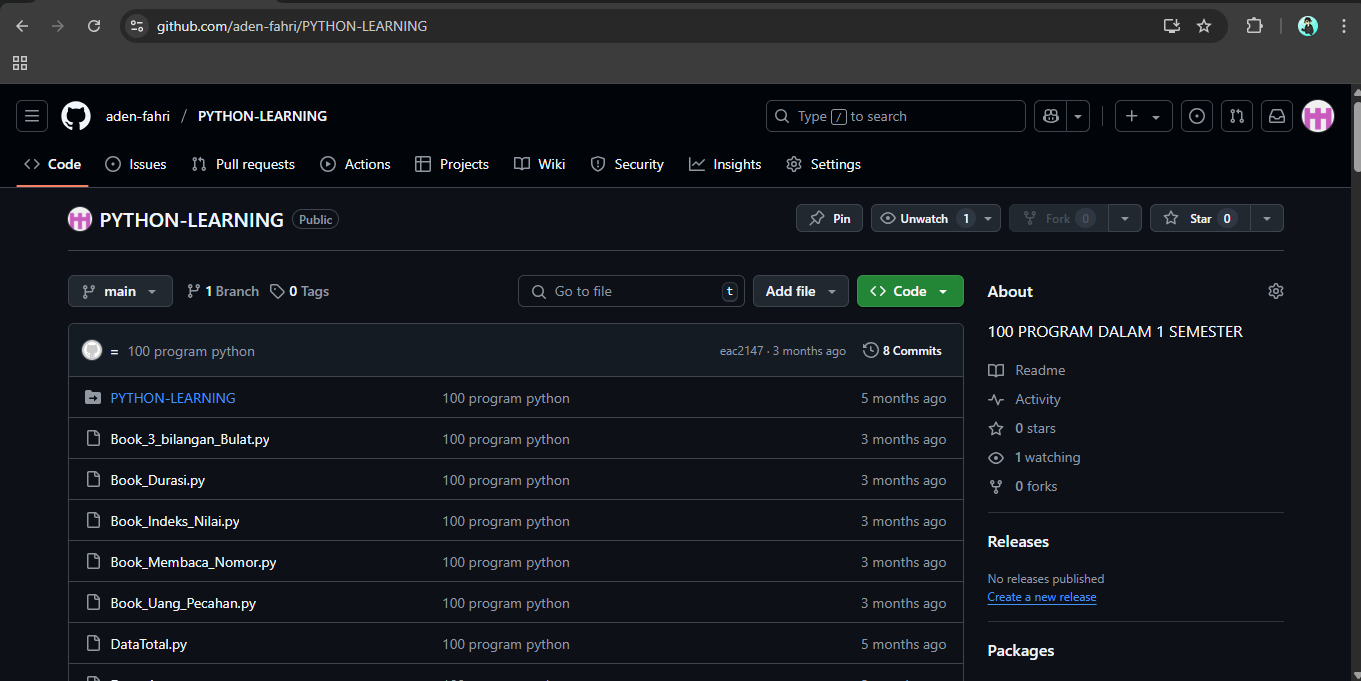 github.com/aden-fahri/PYTHON-LEARNING
aden-fahri / PYTHON-LEARNING
Type / to search
Code Issues Pull requests Actions Projects Wiki Security Insights Settings
PYTHON-LEARNING Public
Pin Unwatch 1 Fork 0 Star 0
main 1 Branch 0 Tags Go to file t Add file Code
= 100 program python eac2147 · 3 months ago 8 Commits
PYTHON-LEARNING 100 program python 5 months ago
Book_3_bilangan_Bulat.py 100 program python 3 months ago
Book_Durasi.py 100 program python 3 months ago
Book_Indeks_Nilai.py 100 program python 3 months ago
Book_Membaca_Nomor.py 100 program python 3 months ago
Book_Uang_Pecahan.py 100 program python 3 months ago
DataTotal.py 100 program python 5 months ago
About
100 PROGRAM DALAM 1 SEMESTER
Readme
Activity
0 stars
1 watching
0 forks
Releases
No releases published
Create a new release
Packages